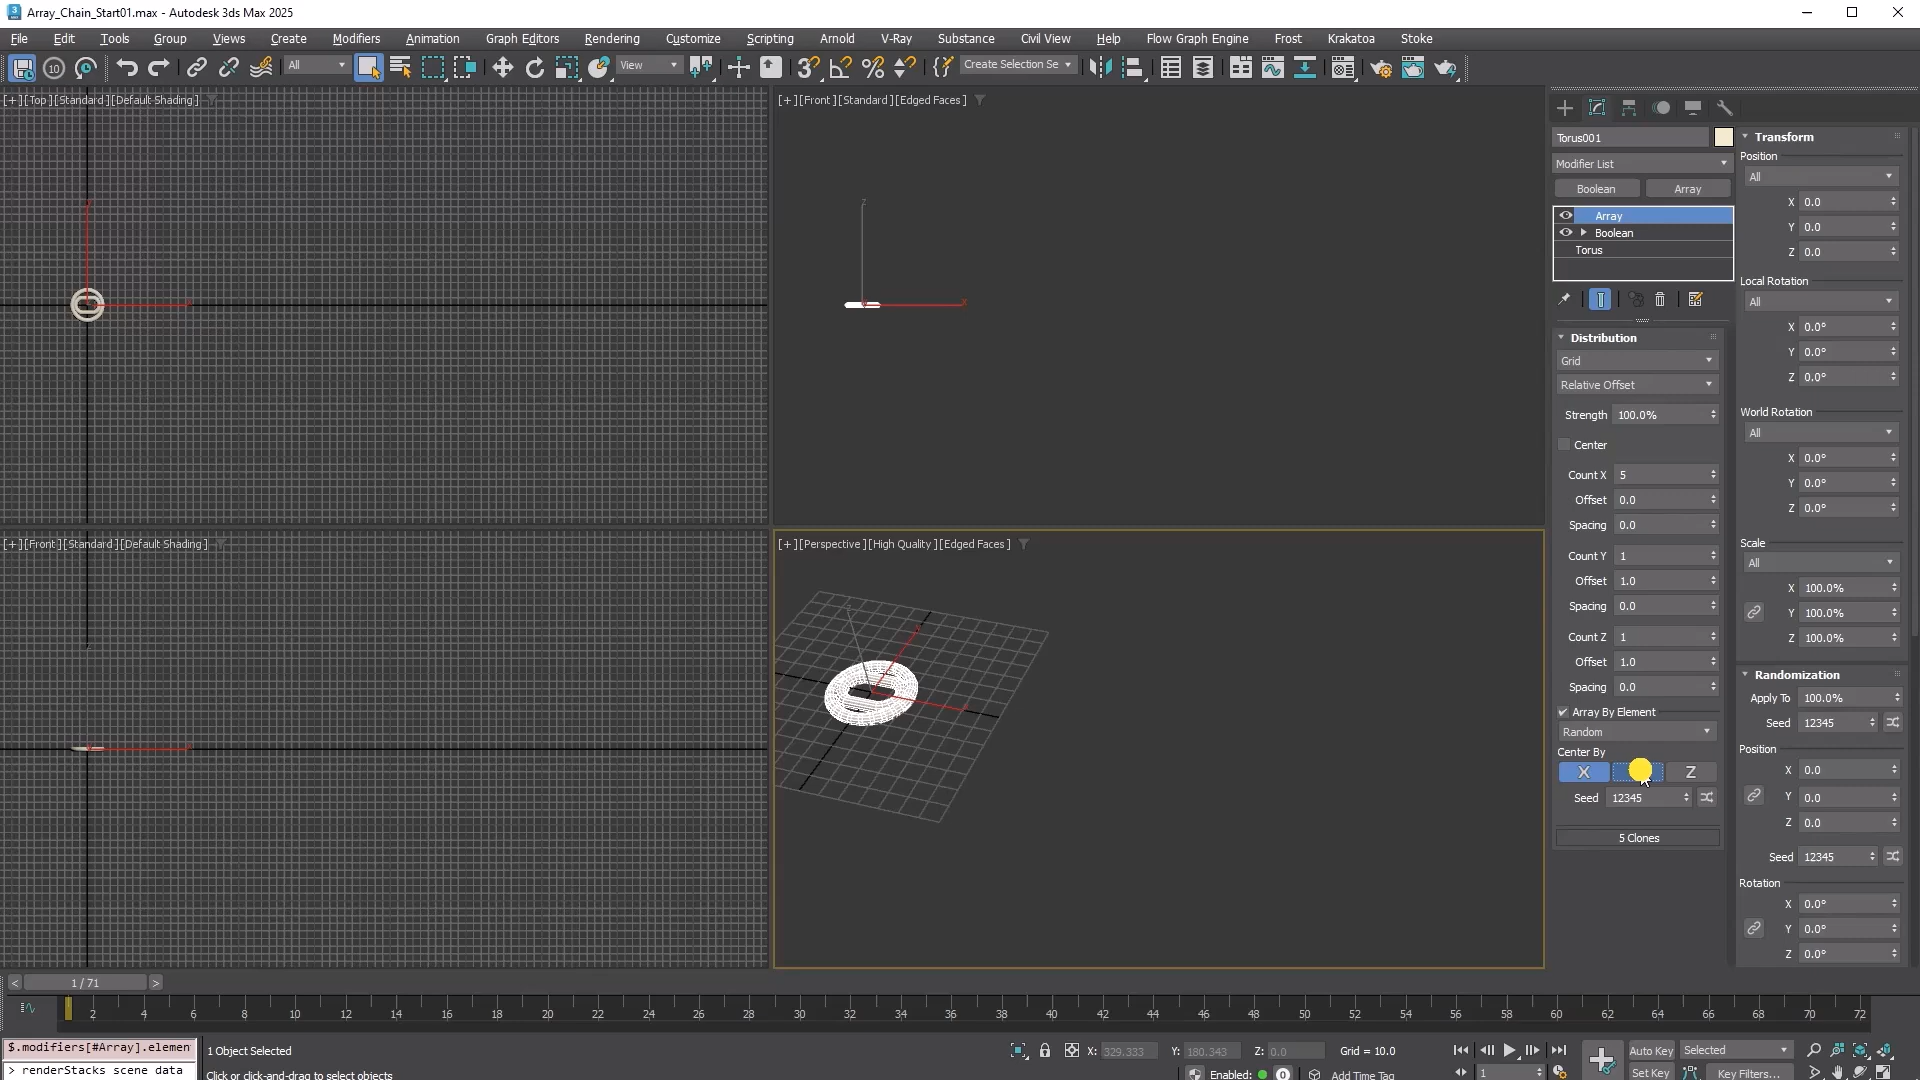 Array_Chain_Start01.max - Autodesk 3ds Max 2025
File Edit Tools Group Views Create Modifiers Animation Graph Editors Rendering Customize Scripting Arnold V-Ray Substance Civil View Help Flow Graph Engine Frost Krakatoa Stoke
10 All View Create Selection Se
[+][Top][Standard][Default Shading]
[+][Front][Standard][Edged Faces]
[+][Front][Standard][Default Shading]
[+][Perspective][High Quality][Edged Faces]
Torus001
Modifier List
Boolean Array
Array
Boolean
Torus
Distribution
Grid
Relative Offset
Strength 100.0%
Center
Count X 5
Offset 0.0
Spacing 0.0
Count Y 1
Offset 1.0
Spacing 0.0
Count Z 1
Offset 1.0
Spacing 0.0
Array By Element
Random
Center By
X Z
Seed 12345
5 Clones
Transform
Position
All
X 0.0
Y 0.0
Z 0.0
Local Rotation
All
X 0.0°
Y 0.0°
Z 0.0°
World Rotation
All
X 0.0°
Y 0.0°
Z 0.0°
Scale
All
X 100.0%
Y 100.0%
Z 100.0%
Randomization
Apply To 100.0%
Seed 12345
Position
X 0.0
Y 0.0
Z 0.0
Seed 12345
Rotation
X 0.0°
Y 0.0°
Z 0.0°
< 1 / 71 >
2 4 6 8 10 12 14 16 18 20 22 24 26 28 30 32 34 36 38 40 42 44 46 48 50 52 54 56 58 60 62 64 66 68 70 72
$.modifiers[#Array].elemen
> renderStacks scene data
1 Object Selected
Click or click-and-drag to select objects
X: 329.333 Y: 180.343 Z: 0.0 Grid = 10.0
Enabled: 0 Add Time Tag
1
Auto Key Selected
Set Key Key Filters...